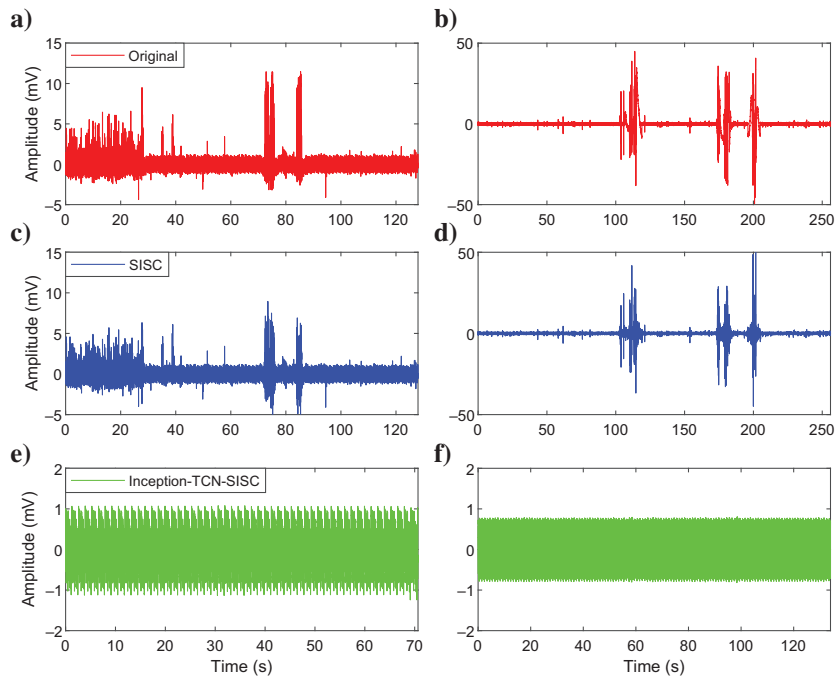 a)
15
10
5
0
–5
Amplitude (mV)
Original
0 20 40 60 80 100 120
b)
50
0
–50
0 50 100 150 200 250
c)
15
10
5
0
–5
Amplitude (mV)
SISC
0 20 40 60 80 100 120
d)
50
0
–50
0 50 100 150 200 250
e)
2
1
0
–1
–2
Amplitude (mV)
Inception-TCN-SISC
0 10 20 30 40 50 60 70
Time (s)
f)
2
1
0
–1
–2
0 20 40 60 80 100 120
Time (s)